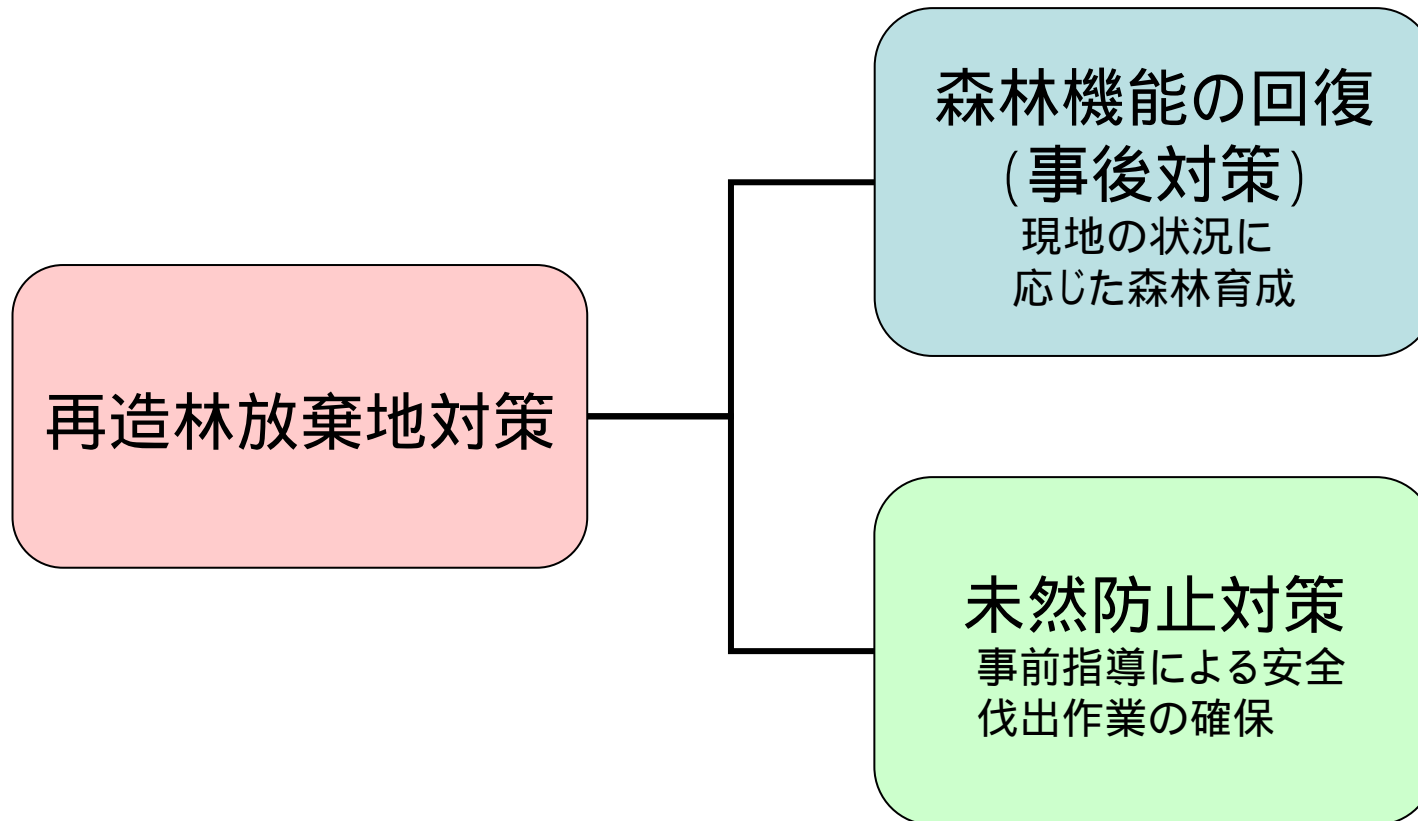 再造林放棄地対策
森林機能の回復
(事後対策)
現地の状況に
応じた森林育成
未然防止対策
事前指導による安全
伐出作業の確保